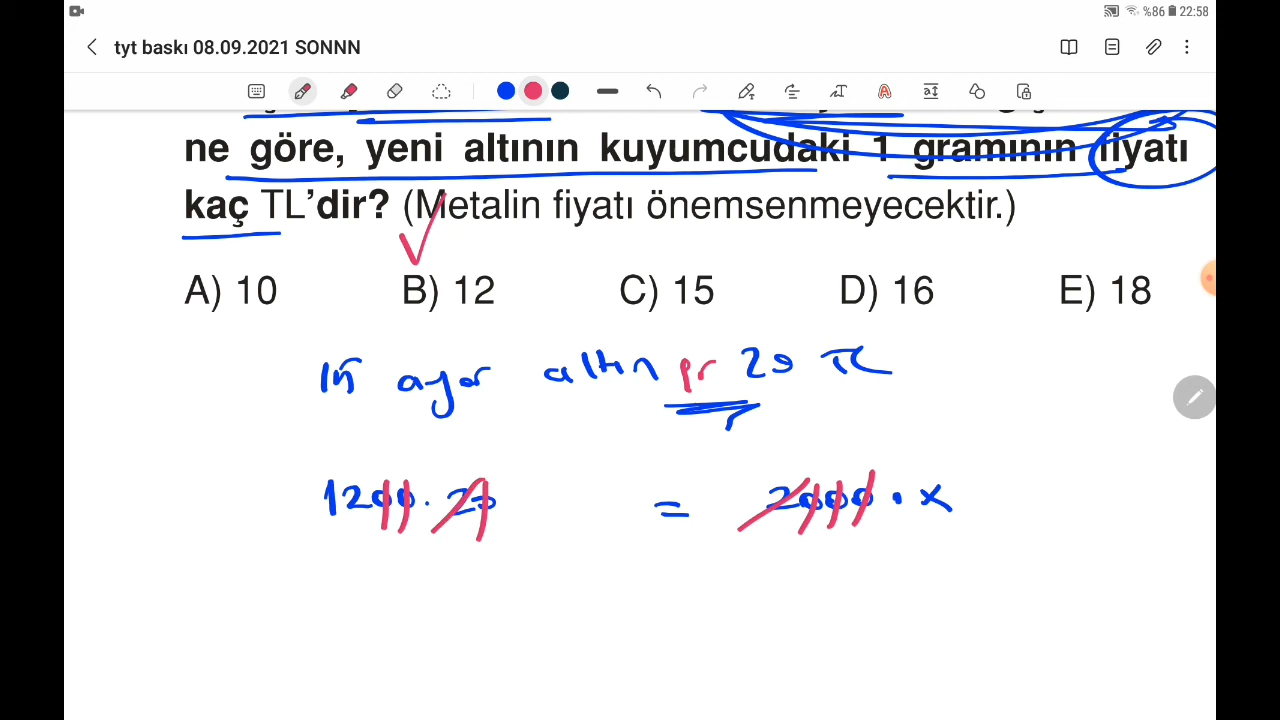 %86 22:58
tyt baskı 08.09.2021 SONNN
ne göre, yeni altının kuyumcudaki 1 gramının fiyatı
kaç TL'dir? (Metalin fiyatı önemsenmeyecektir.)
A) 10 B) 12 C) 15 D) 16 E) 18
ayar altın gr 20 TL
1200 . 20 = 2000 . x